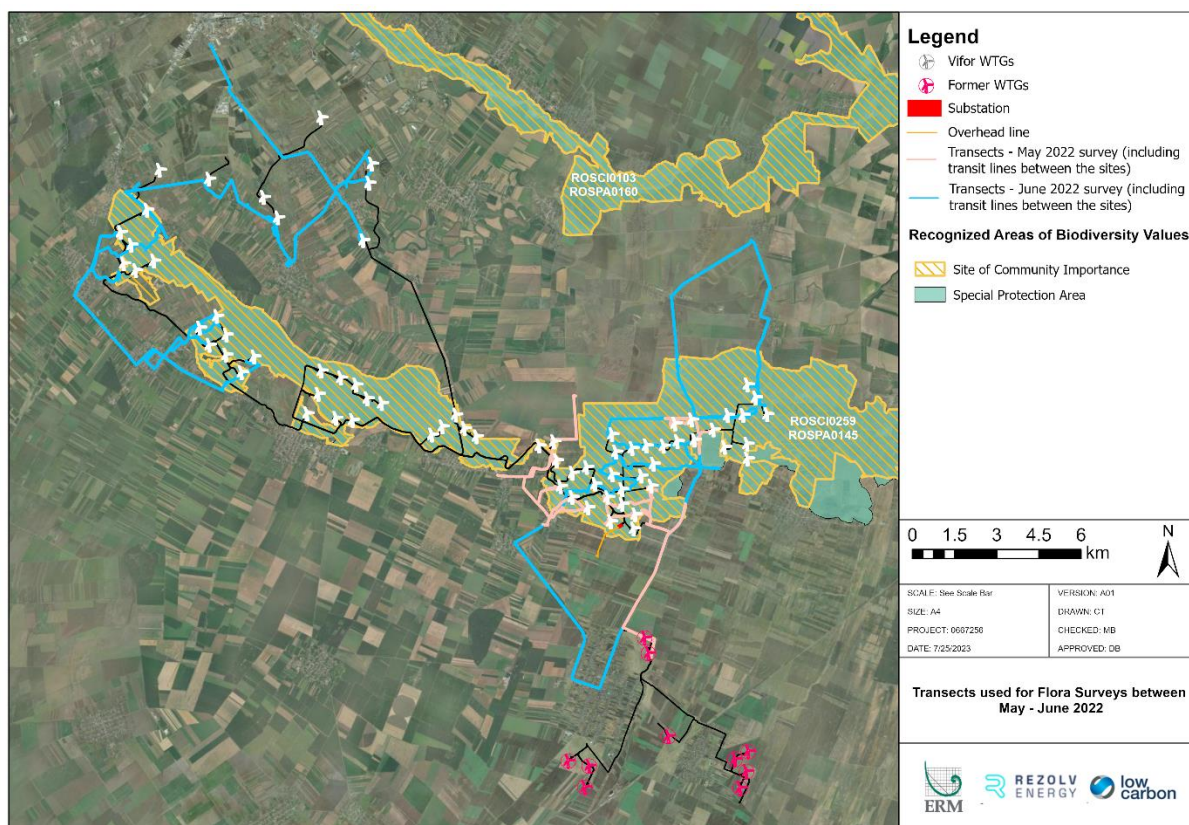 ROSCI0103
ROSPA0160
ROSCI0259
ROSPA0145
Legend
Vifor WTGs
Former WTGs
Substation
Overhead line
Transects - May 2022 survey (including
transit lines between the sites)
Transects - June 2022 survey (including
transit lines between the sites)
Recognized Areas of Biodiversity Values
Site of Community Importance
Special Protection Area
0 1.5 3 4.5 6
km
N
SCALE: See Scale Bar
VERSION: A01
SIZE: A4
DRAWN: CT
PROJECT: 0667256
CHECKED: MB
DATE: 7/25/2023
APPROVED: DB
Transects used for Flora Surveys between
May - June 2022
ERM
REZOLV
ENERGY
low
carbon